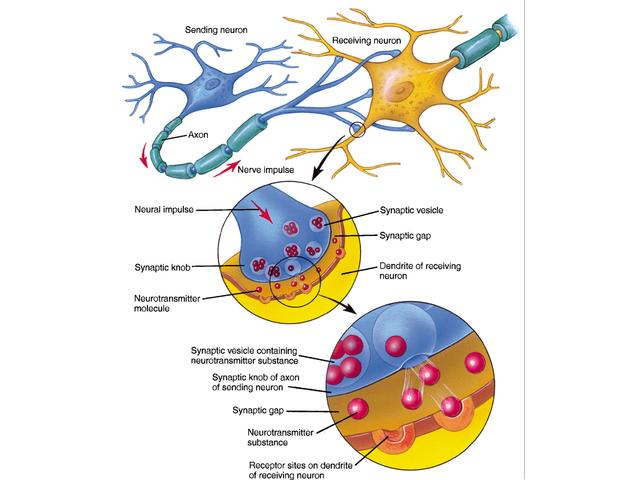 Sending neuron
Receiving neuron
Axon
Nerve impulse
Neural impulse
Synaptic vesicle
Synaptic gap
Synaptic knob
Dendrite of receiving
neuron
Neurotransmitter
molecule
Synaptic vesicle containing
neurotransmitter substance
Synaptic knob of axon
of sending neuron
Synaptic gap
Neurotransmitter
substance
Receptor sites on dendrite
of receiving neuron